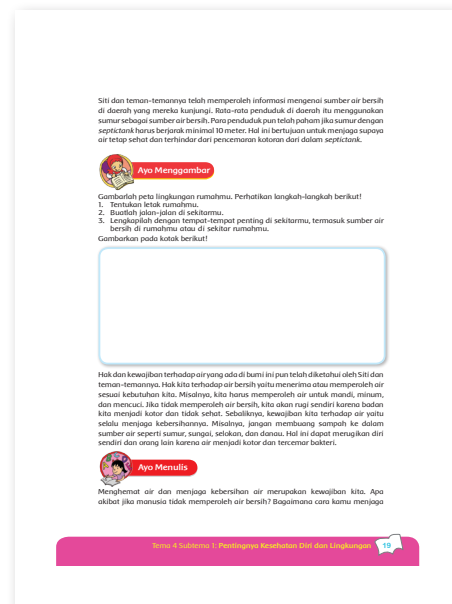 Siti dan teman-temannya telah memperoleh informasi mengenai sumber air bersih
di daerah yang mereka kunjungi. Rata-rata penduduk di daerah itu menggunakan
sumur sebagai sumber air bersih. Para penduduk pun telah paham jika sumur dengan
septictank harus berjarak minimal 10 meter. Hal ini bertujuan untuk menjaga supaya
air tetap sehat dan terhindar dari pencemaran kotoran dari dalam septictank.
Ayo Menggambar
Gambarlah peta lingkungan rumahmu. Perhatikan langkah-langkah berikut!
1. Tentukan letak rumahmu.
2. Buatlah jalan-jalan di sekitarmu.
3. Lengkapilah dengan tempat-tempat penting di sekitarmu, termasuk sumber air
bersih di rumahmu atau di sekitar rumahmu.
Gambarkan pada kotak berikut!
Hak dan kewajiban terhadap air yang ada di bumi ini pun telah diketahui oleh Siti dan
teman-temannya. Hak kita terhadap air bersih yaitu menerima atau memperoleh air
sesuai kebutuhan kita. Misalnya, kita harus memperoleh air untuk mandi, minum,
dan mencuci. Jika tidak memperoleh air bersih, kita akan rugi sendiri karena badan
kita menjadi kotor dan tidak sehat. Sebaliknya, kewajiban kita terhadap air yaitu
selalu menjaga kebersihannya. Misalnya, jangan membuang sampah ke dalam
sumber air seperti sumur, sungai, selokan, dan danau. Hal ini dapat merugikan diri
sendiri dan orang lain karena air menjadi kotor dan tercemar bakteri.
Ayo Menulis
Menghemat air dan menjaga kebersihan air merupakan kewajiban kita. Apa
akibat jika manusia tidak memperoleh air bersih? Bagaimana cara kamu menjaga
Tema 4 Subtema 1: Pentingnya Kesehatan Diri dan Lingkungan 19